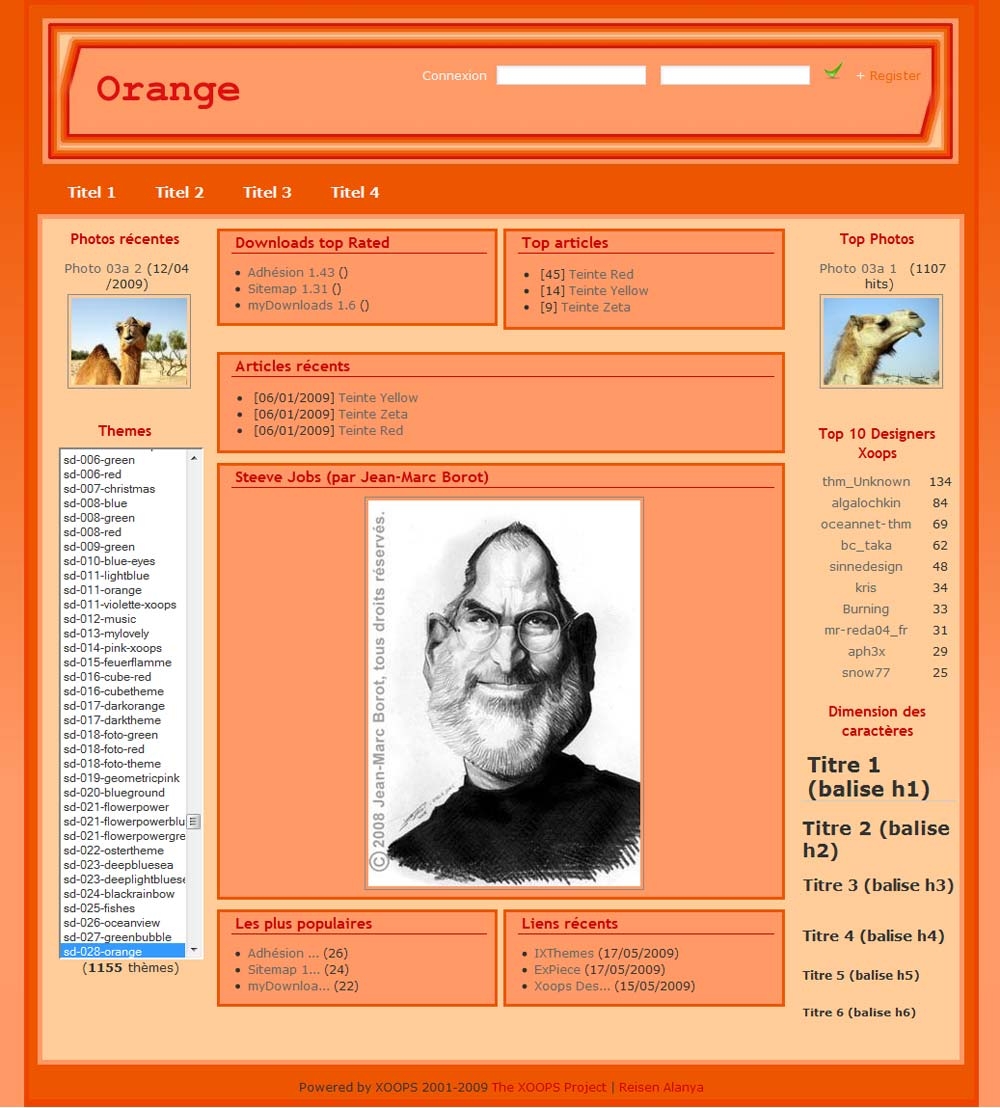 Orange
Connexion
+ Register
Titel 1 Titel 2 Titel 3 Titel 4
Photos récentes
Photo 03a 2 (12/04
/2009)
Themes
sd-006-green
sd-006-red
sd-007-christmas
sd-008-blue
sd-008-green
sd-008-red
sd-009-green
sd-010-blue-eyes
sd-011-lightblue
sd-011-orange
sd-011-violette-xoops
sd-012-music
sd-013-mylovely
sd-014-pink-xoops
sd-015-feuerflamme
sd-016-cube-red
sd-016-cubetheme
sd-017-darkorange
sd-017-darktheme
sd-018-foto-green
sd-018-foto-red
sd-018-foto-theme
sd-019-geometricpink
sd-020-blueground
sd-021-flowerpower
sd-021-flowerpowerblu
sd-021-flowerpowergre
sd-022-ostertheme
sd-023-deepbluesea
sd-023-deeplightbluese
sd-024-blackrainbow
sd-025-fishes
sd-026-oceanview
sd-027-greenbubble
sd-028-orange
(1155 thèmes)
Downloads top Rated
Adhésion 1.43 ()
Sitemap 1.31 ()
myDownloads 1.6 ()
Top articles
[45] Teinte Red
[14] Teinte Yellow
[9] Teinte Zeta
Articles récents
[06/01/2009] Teinte Yellow
[06/01/2009] Teinte Zeta
[06/01/2009] Teinte Red
Steeve Jobs (par Jean-Marc Borot)
(C) 2008 Jean-Marc Borot, tous droits réservés.
Les plus populaires
Adhésion ... (26)
Sitemap 1... (24)
myDownloa... (22)
Liens récents
IXThemes (17/05/2009)
ExPiece (17/05/2009)
Xoops Des... (15/05/2009)
Top Photos
Photo 03a 1 (1107
hits)
Top 10 Designers
Xoops
thm_Unknown 134
algalochkin 84
oceannet-thm 69
bc_taka 62
sinnedesign 48
kris 34
Burning 33
mr-reda04_fr 31
aph3x 29
snow77 25
Dimension des
caractères
Titre 1
(balise h1)
Titre 2 (balise
h2)
Titre 3 (balise h3)
Titre 4 (balise h4)
Titre 5 (balise h5)
Titre 6 (balise h6)
Powered by XOOPS 2001-2009 The XOOPS Project | Reisen Alanya